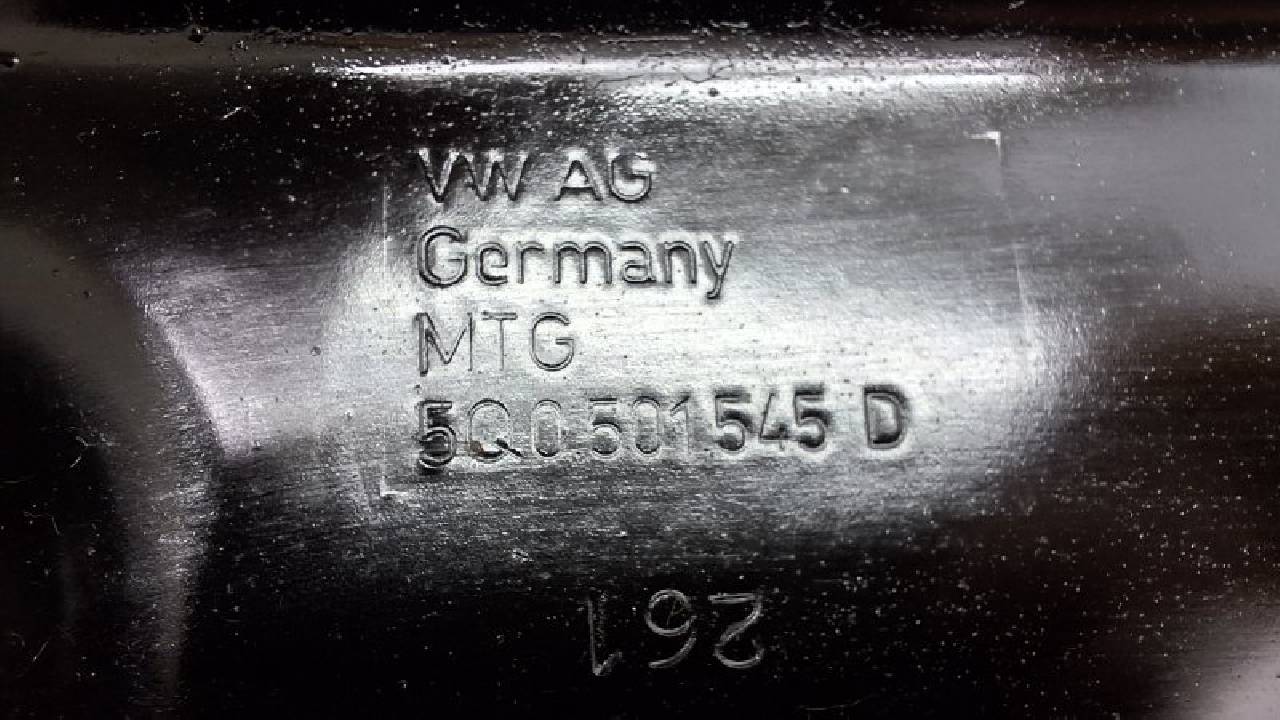 VW AG
Germany
MTG
5Q0.501.545 D
261